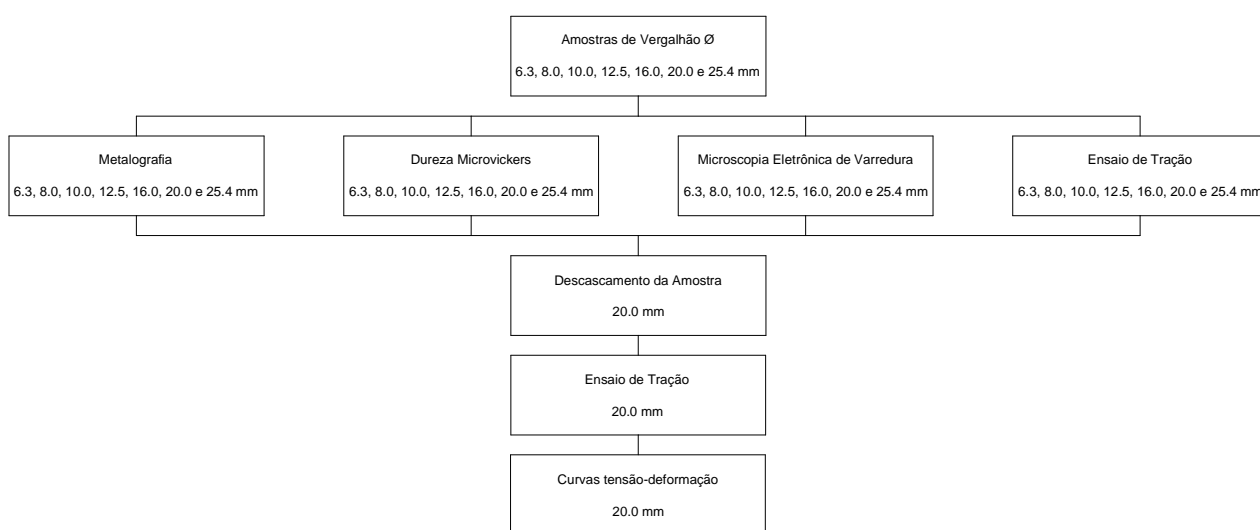 Amostras de Vergalhão Ø
6.3, 8.0, 10.0, 12.5, 16.0, 20.0 e 25.4 mm
Metalografia
6.3, 8.0, 10.0, 12.5, 16.0, 20.0 e 25.4 mm
Dureza Microvickers
6.3, 8.0, 10.0, 12.5, 16.0, 20.0 e 25.4 mm
Microscopia Eletrônica de Varredura
6.3, 8.0, 10.0, 12.5, 16.0, 20.0 e 25.4 mm
Ensaio de Tração
6.3, 8.0, 10.0, 12.5, 16.0, 20.0 e 25.4 mm
Descascamento da Amostra
20.0 mm
Ensaio de Tração
20.0 mm
Curvas tensão-deformação
20.0 mm